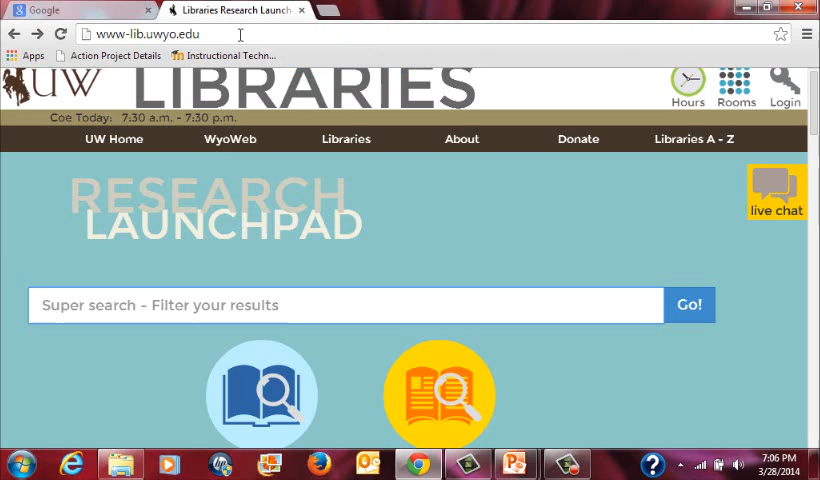 Google
Libraries Research Launch
www-lib.uwyo.edu
Apps
Action Project Details
Instructional Techn...
UW
LIBRARIES
Hours
Rooms
Login
Coe Today: 7:30 a.m. - 7:30 p.m.
UW Home
WyoWeb
Libraries
About
Donate
Libraries A - Z
RESEARCH
LAUNCHPAD
live chat
Super search - Filter your results
Go!
7:06 PM
3/28/2014